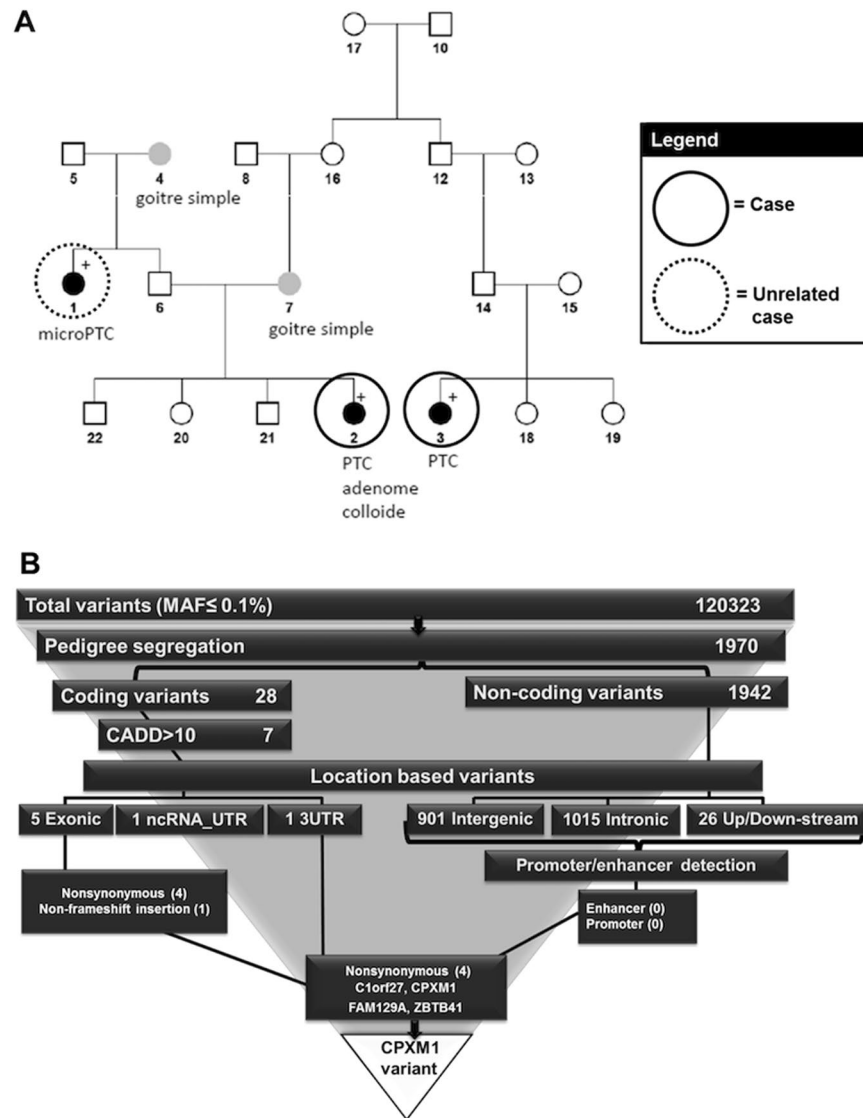 A
17 10
5 4 8 16 12 13
goitre simple
+
1 6 7 14 15
microPTC
goitre simple
+ +
22 20 21 2 3 18 19
PTC PTC
adenome
colloide
Legend
= Case
= Unrelated
case
B
Total variants (MAF≤ 0.1%) 120323
Pedigree segregation 1970
Coding variants 28 Non-coding variants 1942
CADD>10 7
Location based variants
5 Exonic 1 ncRNA_UTR 1 3UTR 901 Intergenic 1015 Intronic 26 Up/Down-stream
Promoter/enhancer detection
Nonsynonymous (4)
Non-frameshift insertion (1)
Enhancer (0)
Promoter (0)
Nonsynonymous (4)
C1orf27, CPXM1
FAM129A, ZBTB41
CPXM1
variant